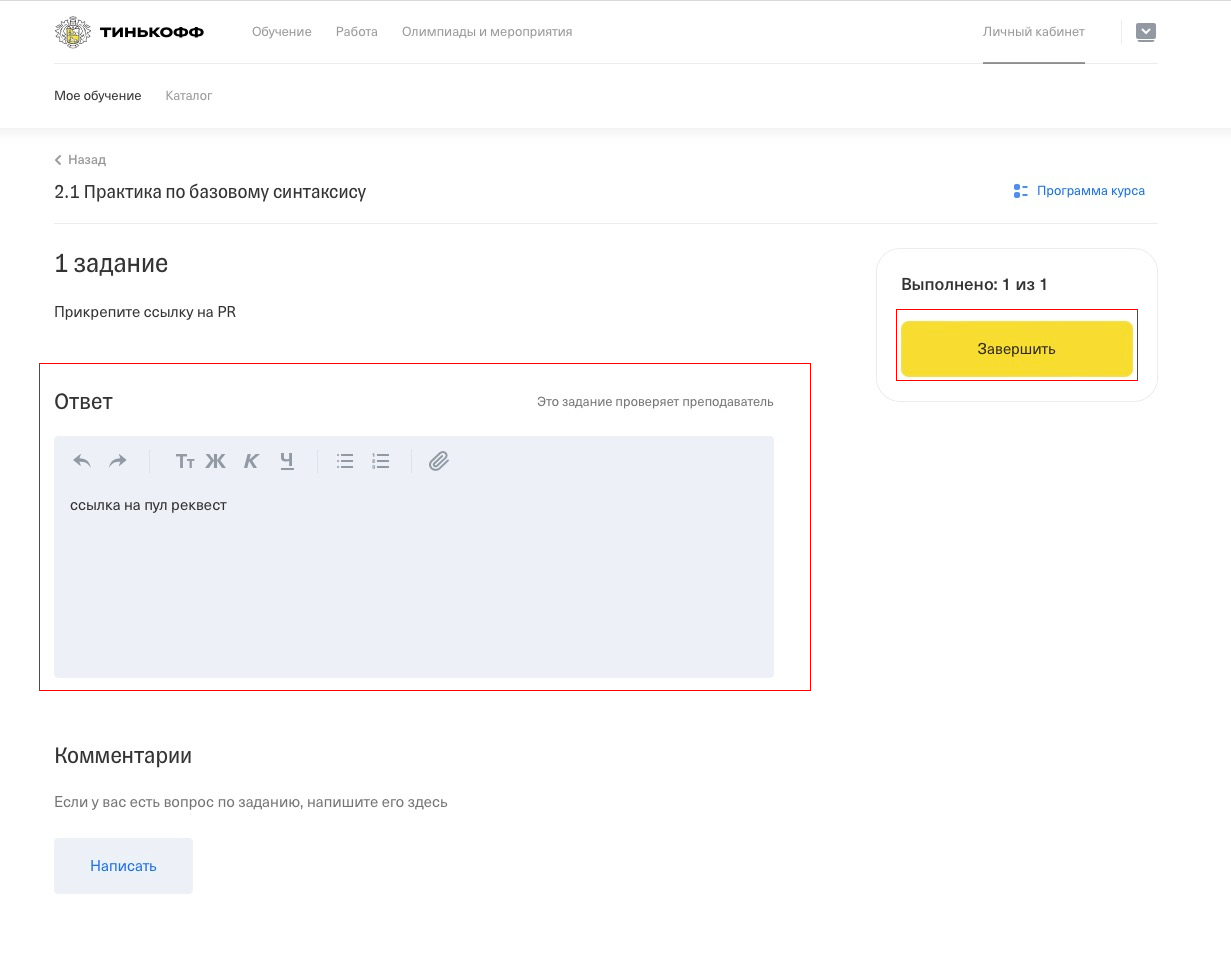 ТИНЬКОФФ Обучение Работа Олимпиады и мероприятия Личный кабинет
Мое обучение Каталог
Назад
2.1 Практика по базовому синтаксису Программа курса
1 задание
Выполнено: 1 из 1
Прикрепите ссылку на PR
Завершить
Ответ Это задание проверяет преподаватель
Тт Ж К Ч
ссылка на пул реквест
Комментарии
Если у вас есть вопрос по заданию, напишите его здесь
Написать